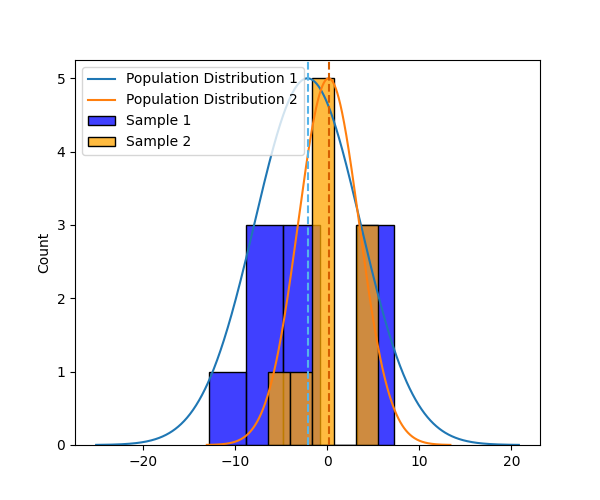 Population Distribution 1
Population Distribution 2
Sample 1
Sample 2
Count
5
4
3
2
1
0
−20 −10 0 10 20